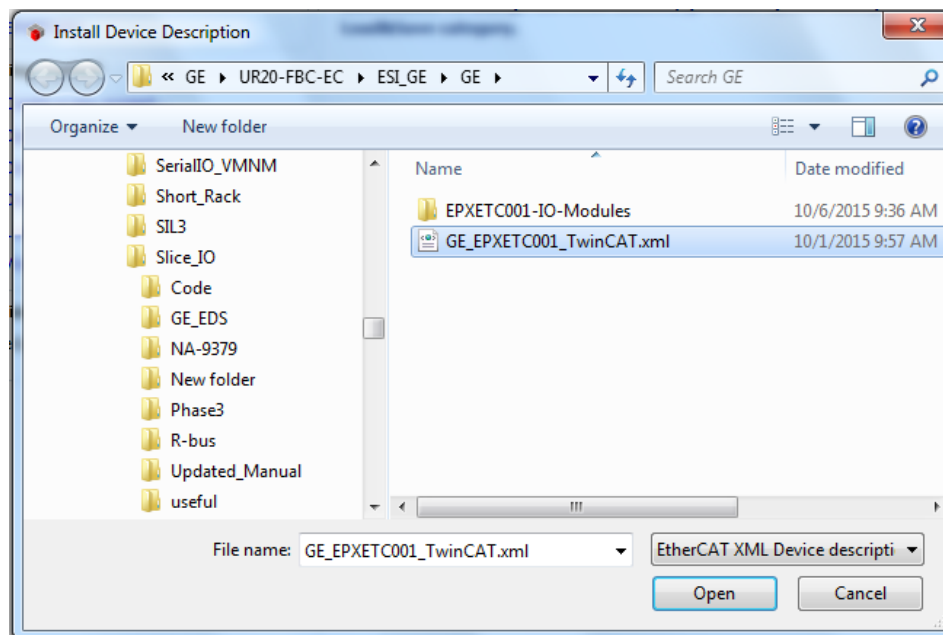 Install Device Description
« GE ▸ UR20-FBC-EC ▸ ESI_GE ▸ GE ▸
Search GE
Organize ▾ New folder
SerialIO_VMNM
Short_Rack
SIL3
Slice_IO
Code
GE_EDS
NA-9379
New folder
Phase3
R-bus
Updated_Manual
useful
Name Date modified
EPXETC001-IO-Modules 10/6/2015 9:36 AM
GE_EPXETC001_TwinCAT.xml 10/1/2015 9:57 AM
File name: GE_EPXETC001_TwinCAT.xml
EtherCAT XML Device descripti
Open Cancel